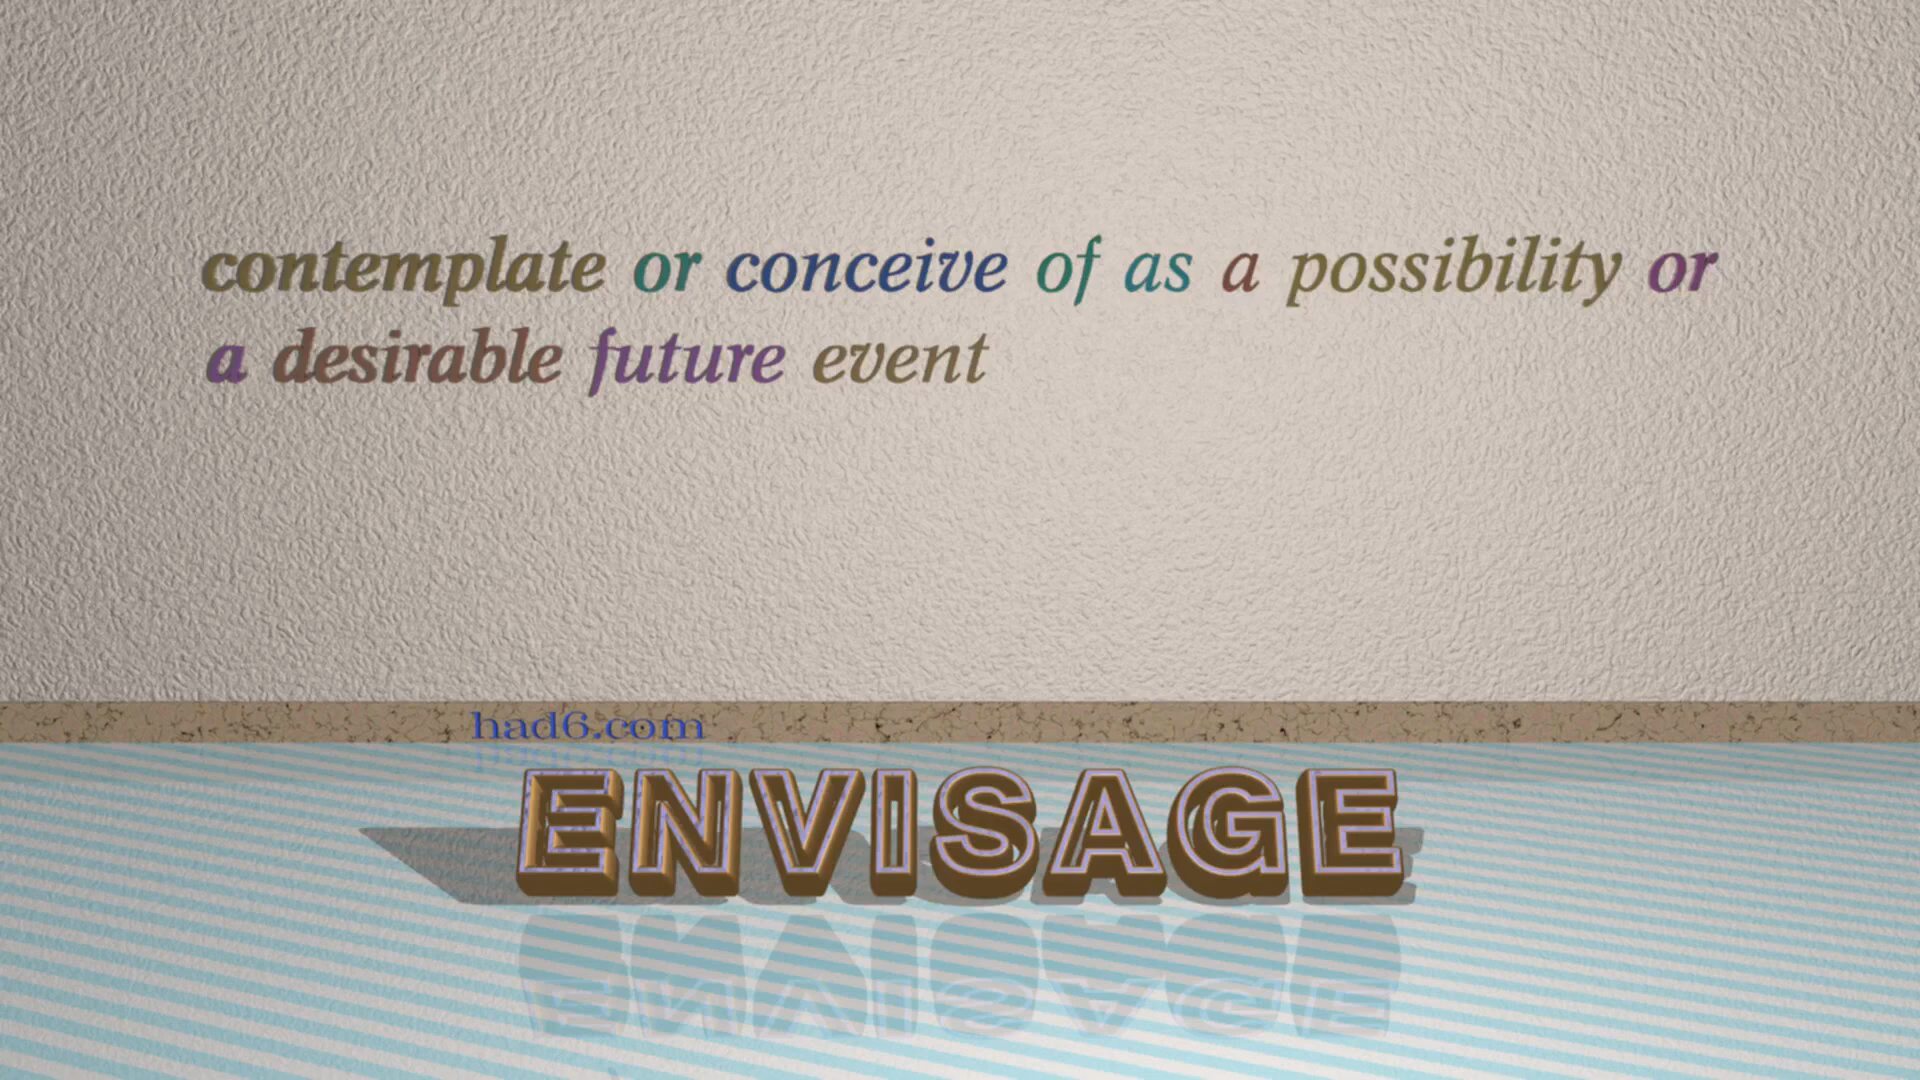 contemplate or conceive of as a possibility or
a desirable future event
had6.com
ENVISAGE